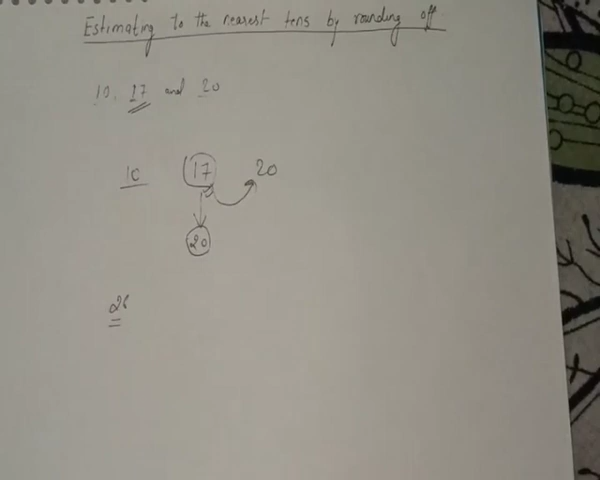 Estimating to the nearest tens by rounding off
10, 17 and 20
10 17 20
20
26